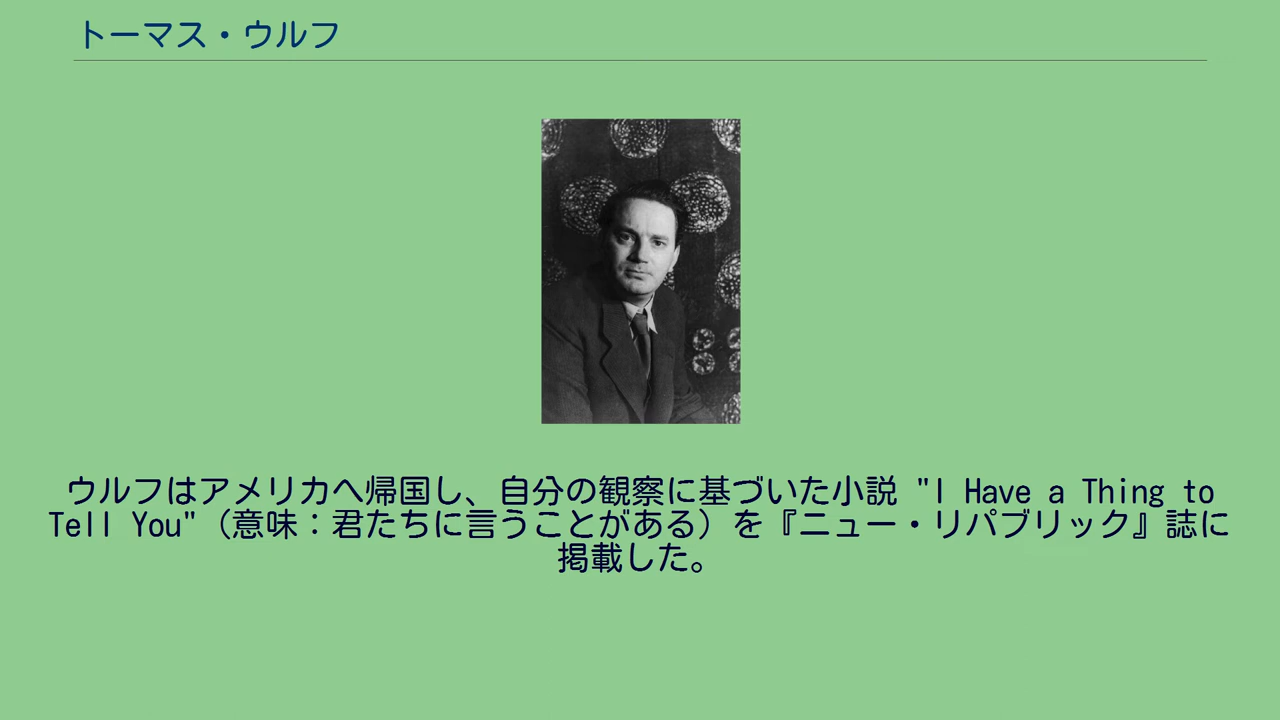 トーマス・ウルフ
ウルフはアメリカへ帰国し、自分の観察に基づいた小説 "I Have a Thing to
Tell You"（意味：君たちに言うことがある）を『ニュー・リパブリック』誌に
掲載した。